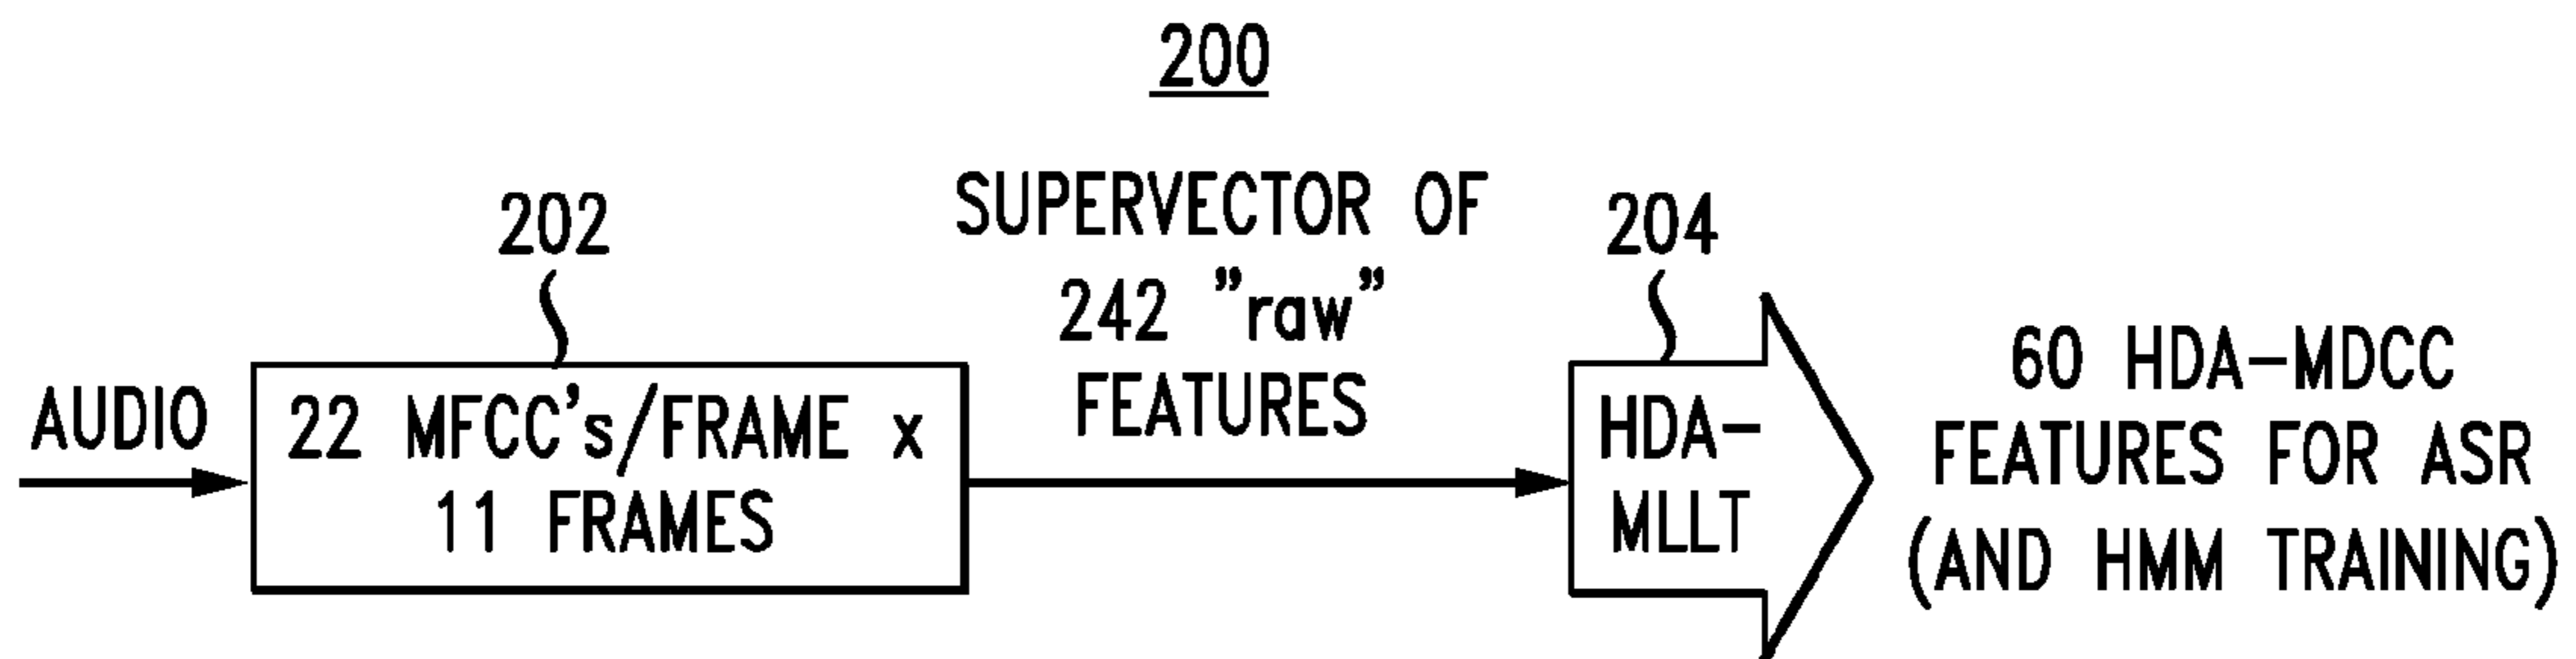 200
202
SUPERVECTOR OF
242 ”raw”
FEATURES
204
AUDIO
22 MFCC's/FRAME x
11 FRAMES
HDA-
MLLT
60 HDA-MDCC
FEATURES FOR ASR
(AND HMM TRAINING)